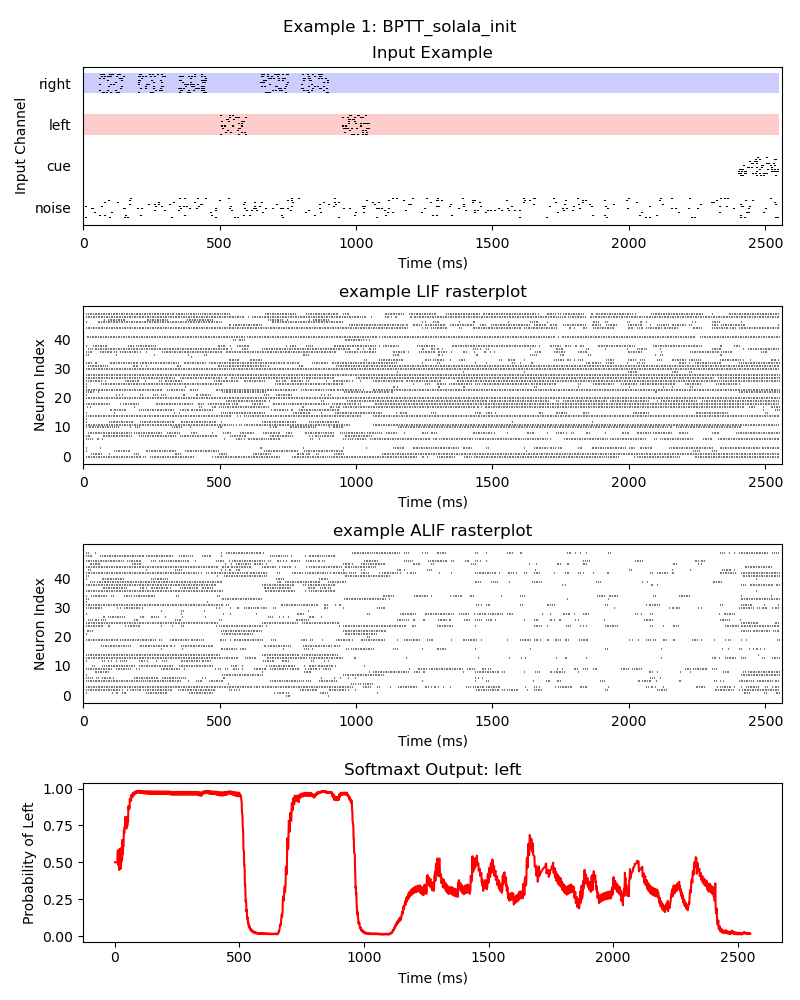 Example 1: BPTT_solala_init
Input Example
Input Channel
right
left
cue
noise
0 500 1000 1500 2000 2500
Time (ms)
example LIF rasterplot
Neuron Index
40
30
20
10
0
0 500 1000 1500 2000 2500
Time (ms)
example ALIF rasterplot
Neuron Index
40
30
20
10
0
0 500 1000 1500 2000 2500
Time (ms)
Softmaxt Output: left
Probability of Left
1.00
0.75
0.50
0.25
0.00
0 500 1000 1500 2000 2500
Time (ms)